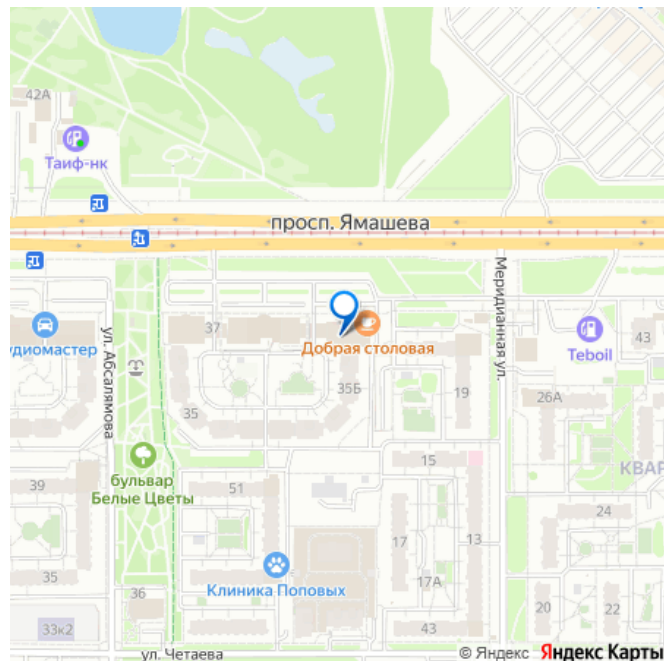 42А
Таиф-нк
просп. Ямашева
Меридианная ул.
37
удиомастер
ул. Абсалямова
Добрая столовая
Teboil
43
35Б
19
26А
35
бульвар
Белые Цветы
15
КВАР
39
51
24
17
13
Клиника Поповых
17А
35
36
20
22
33к2
43
ул. Четаева
© Яндекс Яндекс Карты